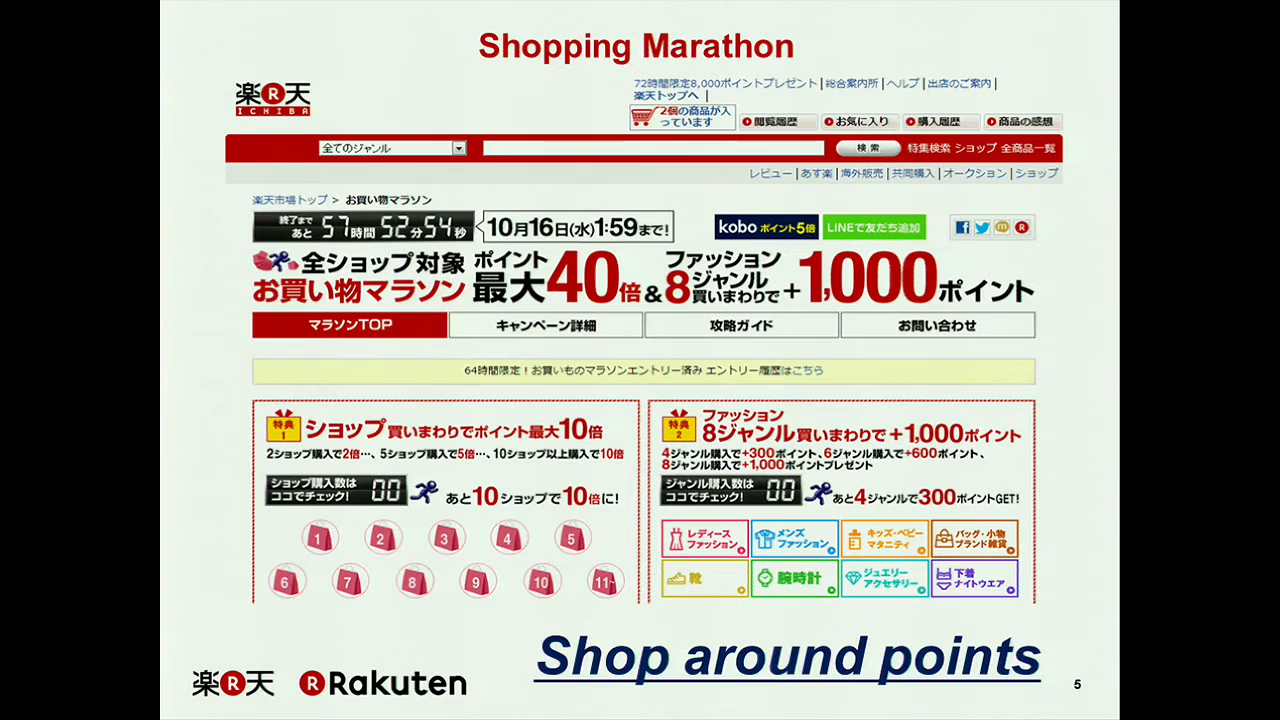 Shopping Marathon
楽R天
ICHIBA
72時間限定8,000ポイントプレゼント|総合案内所|ヘルプ|出店のご案内|
楽天トップへ |
2個の商品が入っています
閲覧履歴 お気に入り 購入履歴 商品の感想
全てのジャンル 検索 特集検索 ショップ 全商品一覧
レビュー|あす楽|海外販売|共同購入|オークション|ショップ
楽天市場トップ > お買い物マラソン
終了まで
あと 57時間 52分 54秒
10月16日(水)1:59まで!
kobo ポイント5倍
LINEで友だち追加
全ショップ対象
お買い物マラソン
ポイント
最大40倍
&
ファッション
8ジャンル
買いまわりで
+1,000ポイント
マラソンTOP キャンペーン詳細 攻略ガイド お問い合わせ
64時間限定!お買いものマラソンエントリー済み エントリー履歴はこちら
特典1
ショップ買いまわりでポイント最大10倍
2ショップ購入で2倍…、5ショップ購入で5倍…、10ショップ以上購入で10倍
ショップ購入数は
ココでチェック! 00
あと10ショップで10倍に!
1 2 3 4 5
6 7 8 9 10 11
特典2
ファッション
8ジャンル買いまわりで+1,000ポイント
4ジャンル購入で+300ポイント、6ジャンル購入で+600ポイント、
8ジャンル購入で+1,000ポイントプレゼント
ジャンル購入数は
ココでチェック! 00
あと4ジャンルで300ポイントGET!
レディース
ファッション
メンズ
ファッション
キッズ・ベビー
マタニティ
バッグ・小物
ブランド雑貨
靴
腕時計
ジュエリー
アクセサリー
下着
ナイトウエア
Shop around points
楽R天 R Rakuten
5